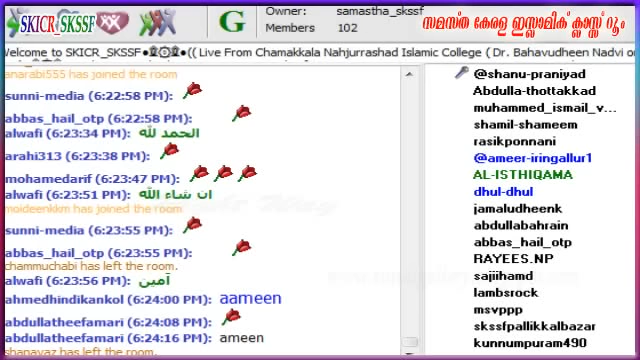 SKICR_SKSSF
G
Owner: samastha_skssf
Members 102
സമസ്ത കേരള ഇസ്ലാമിക് ക്ലാസ്സ് റൂം
Welcome to SKICR_SKSSF●۩۞۩●(( Live From Chamakkala Nahjurrashad Islamic College ( Dr. Bahavudheen Nadvi
anarabi555 has joined the room
sunni-media (6:22:58 PM):
abbas_hail_otp (6:22:58 PM):
alwafi (6:23:34 PM): الحمد لله
arahi313 (6:23:38 PM):
mohamedarif (6:23:47 PM):
alwafi (6:23:51 PM): ان شاء الله
moideenkkm has joined the room
sunni-media (6:23:55 PM):
abbas_hail_otp (6:23:55 PM):
chammuchabi has left the room.
alwafi (6:23:56 PM): آمين
ahmedhindikankol (6:24:00 PM): aameen
abdullatheefamari (6:24:08 PM):
abdullatheefamari (6:24:16 PM): ameen
shanavaz has left the room.
@shanu-praniyad
Abdulla-thottakkad
muhammed_ismail_v...
shamil-shameem
rasikponnani
@ameer-iringallur1
AL-ISTHIQAMA
dhul-dhul
jamaludheenk
abdullabahrain
abbas_hail_otp
RAYEES.NP
sajiihamd
lambsrock
msvppp
skssfpallikkalbazar
kunnumpuram490